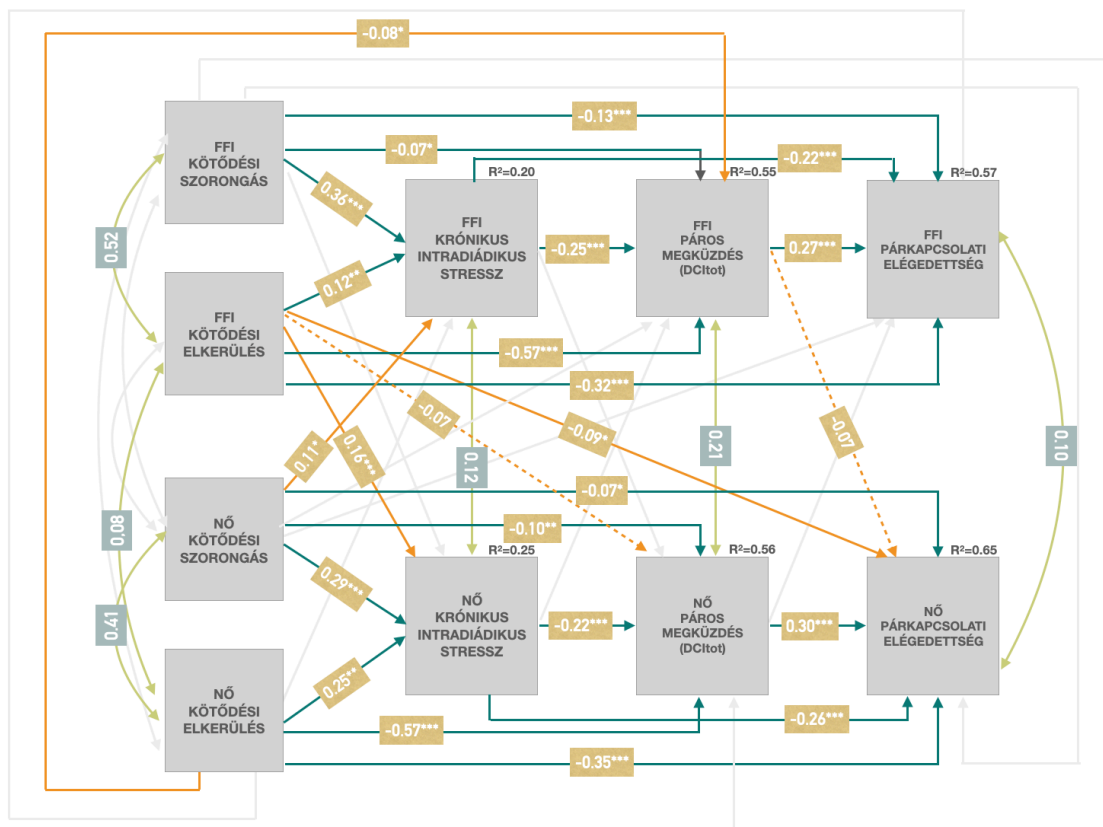 -0.08*
FFI
KÖTŐDÉSI
SZORONGÁS
-0.13***
-0.07*
-0.22***
0.36***
R²=0.20
R²=0.55
R²=0.57
FFI
KRÓNIKUS
INTRADIÁDIKUS
STRESSZ
FFI
PÁROS
MEGKÜZDÉS
(DCItot)
FFI
PÁRKAPCSOLATI
ELÉGEDETTSÉG
0.52
-0.25***
0.27***
0.12**
FFI
KÖTŐDÉSI
ELKERÜLÉS
-0.57***
-0.32***
-0.07
-0.09*
-0.07
0.11*
0.16***
0.12
0.21
0.10
0.08
-0.07*
NŐ
KÖTŐDÉSI
SZORONGÁS
-0.10**
R²=0.25
R²=0.56
R²=0.65
0.29***
NŐ
KRÓNIKUS
INTRADIÁDIKUS
STRESSZ
NŐ
PÁROS
MEGKÜZDÉS
(DCItot)
NŐ
PÁRKAPCSOLATI
ELÉGEDETTSÉG
0.41
-0.22***
0.30***
0.25**
NŐ
KÖTŐDÉSI
ELKERÜLÉS
-0.57***
-0.26***
-0.35***